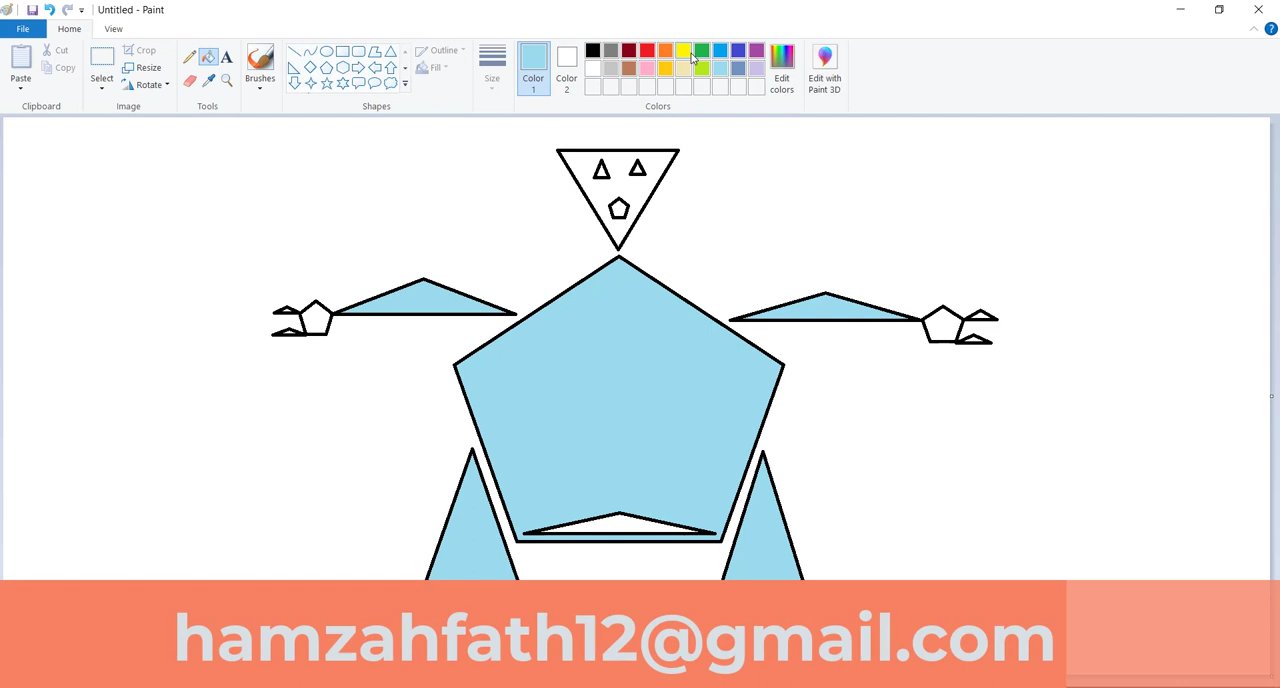 Untitled - Paint
File Home View
Paste
Cut
Copy
Clipboard
Select
Crop
Resize
Rotate
Image
Tools
Brushes
Shapes
Outline
Fill
Size
Color 1
Color 2
Colors
Edit colors
Edit with Paint 3D
hamzahfath12@gmail.com